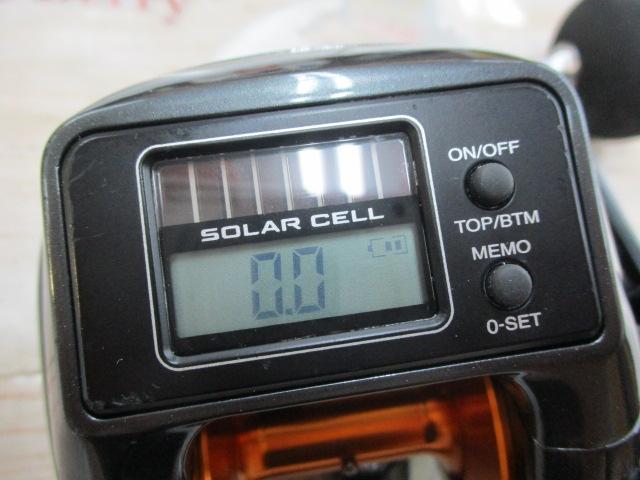 ON/OFF
SOLAR CELL
TOP/BTM
MEMO
0.0
0-SET